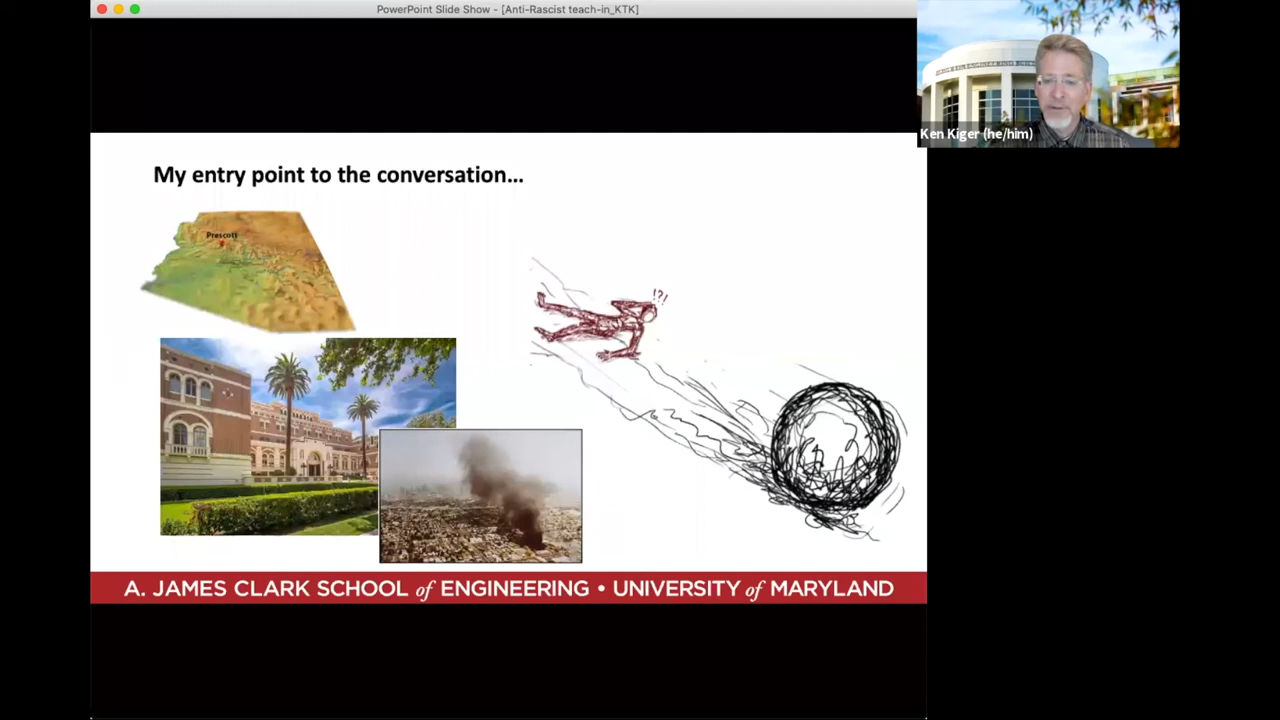 PowerPoint Slide Show - [Anti-Rascist teach-in_KTK]
Ken Kiger (he/him)
My entry point to the conversation...
Prescott
!?!
A. JAMES CLARK SCHOOL of ENGINEERING • UNIVERSITY of MARYLAND